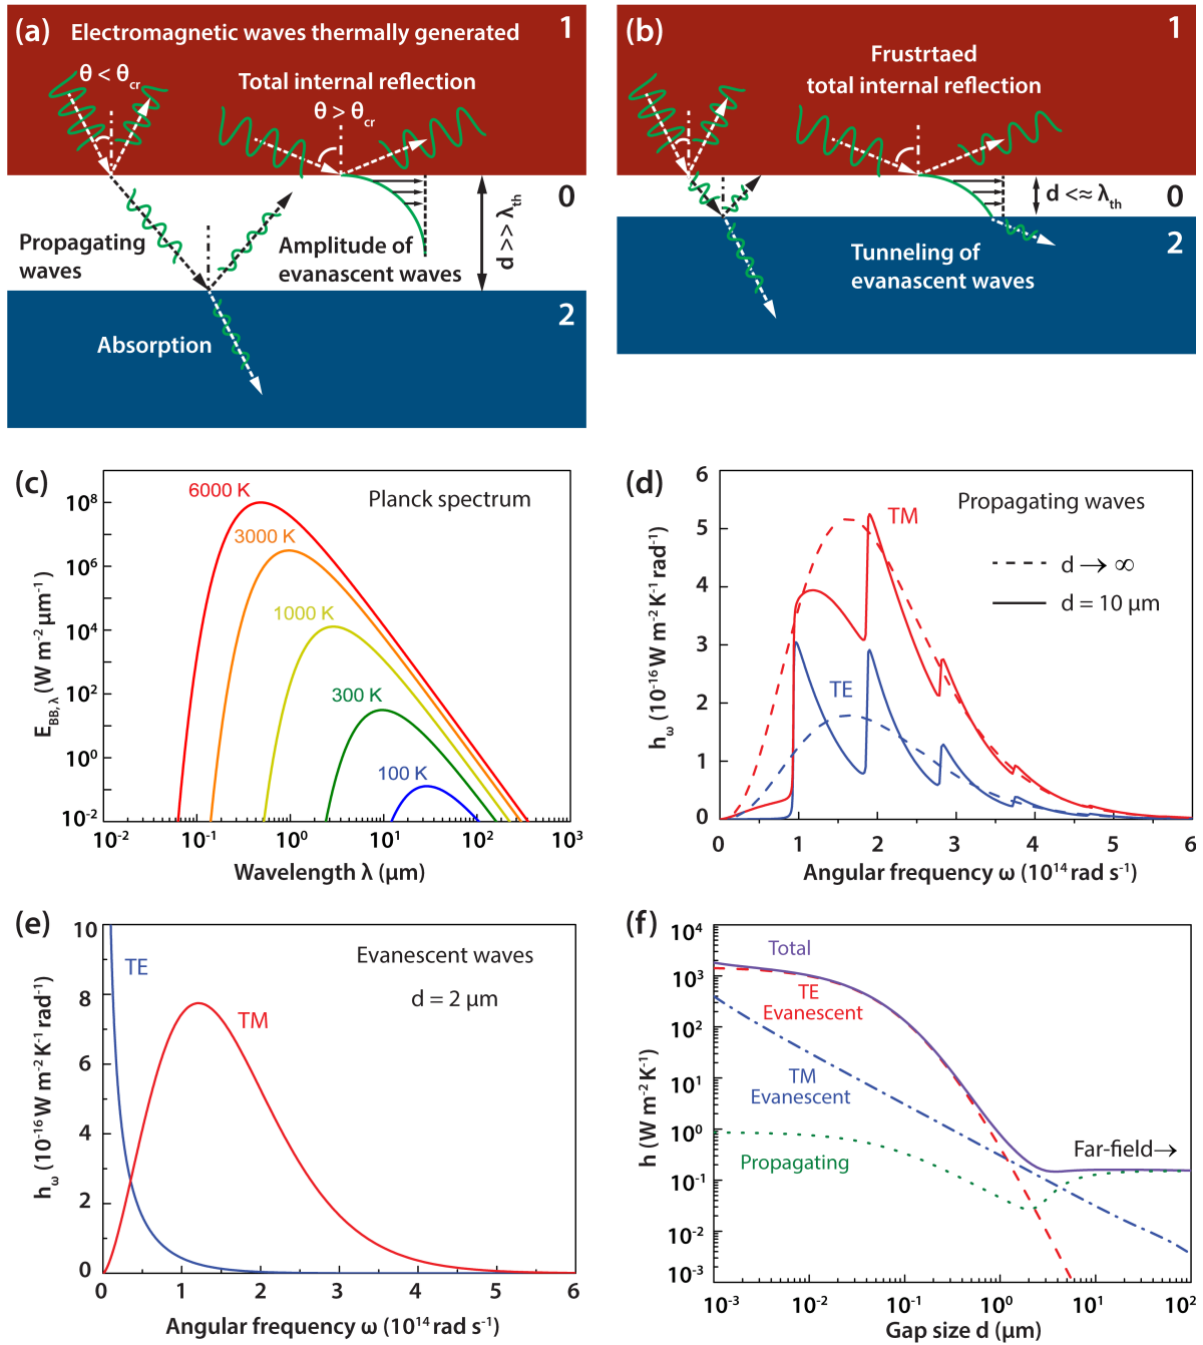 (a)
Electromagnetic waves thermally generated
1
θ < θcr
Total internal reflection
θ > θcr
0
Propagating
waves
Amplitude of
evanascent waves
d >> λth
2
Absorption
(b)
1
Frustrtaed
total internal reflection
0
d <≈ λth
2
Tunneling of
evanascent waves
(c)
Planck spectrum
6000 K
3000 K
1000 K
300 K
100 K
E_BB,λ (W m⁻² μm⁻¹)
10⁸
10⁶
10⁴
10²
10⁰
10⁻²
10⁻² 10⁻¹ 10⁰ 10¹ 10² 10³
Wavelength λ (μm)
(d)
Propagating waves
TM
d → ∞
d = 10 μm
TE
h_ω (10⁻¹⁶ W m⁻² K⁻¹ rad⁻¹)
6
5
4
3
2
1
0
0 1 2 3 4 5 6
Angular frequency ω (10¹⁴ rad s⁻¹)
(e)
Evanescent waves
d = 2 μm
TE
TM
h_ω (10⁻¹⁶ W m⁻² K⁻¹ rad⁻¹)
10
8
6
4
2
0
0 1 2 3 4 5 6
Angular frequency ω (10¹⁴ rad s⁻¹)
(f)
Total
TE
Evanescent
TM
Evanescent
Propagating
Far-field→
h (W m⁻² K⁻¹)
10⁴
10³
10²
10¹
10⁰
10⁻¹
10⁻²
10⁻³
10⁻³ 10⁻² 10⁻¹ 10⁰ 10¹ 10²
Gap size d (μm)